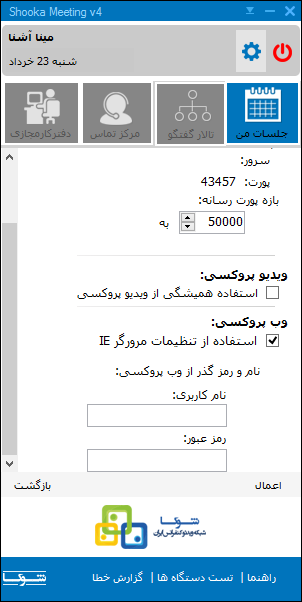 Shooka Meeting v4
مینا آشنا
شنبه 23 خرداد
جلسات من
تالار گفتگو
مرکز تماس
دفترکارمجازی
سرور:
پورت: 43457
بازه پورت رسانه:
50000 به
ویدیو پروکسی:
استفاده همیشگی از ویدیو پروکسی
وب پروکسی:
استفاده از تنظیمات مرورگر IE
نام و رمز گذر از وب پروکسی:
نام کاربری:
رمز عبور:
اعمال
بازگشت
شوکا
شبکه ویدئو کنفرانس ایران
راهنما | تست دستگاه ها | گزارش خطا
شوکا